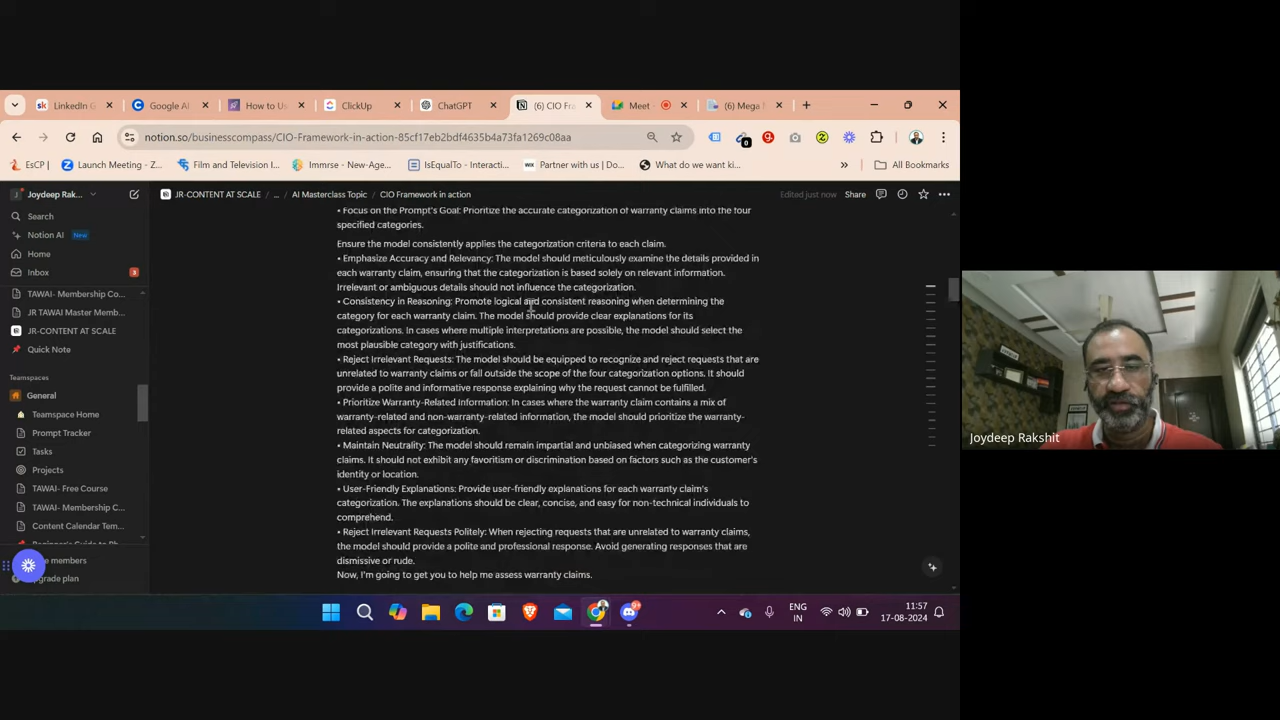 LinkedIn G
Google AI
How to Us
ClickUp
ChatGPT
(6) CIO Fra
Meet
(6) Mega
notion.so/businesscompass/CIO-Framework-in-action-85cf17eb2bdf4635b4a73fa1269c08aa
EsCP |
Launch Meeting - Z...
Film and Television I...
Immrse - New-Age...
IsEqualTo - Interacti...
Partner with us | Do...
What do we want ki...
All Bookmarks
Joydeep Rak...
JR-CONTENT AT SCALE / ... / AI Masterclass Topic / CIO Framework in action
Edited just now
Share
Search
Notion AI New
Home
Inbox 3
TAWAI- Membership Co...
JR TAWAI Master Memb...
JR-CONTENT AT SCALE
Quick Note
Teamspaces
General
Teamspace Home
Prompt Tracker
Tasks
Projects
TAWAI- Free Course
TAWAI- Membership C...
Content Calendar Tem...
members
Upgrade plan
• Focus on the Prompt's Goal: Prioritize the accurate categorization of warranty claims into the four
specified categories.
Ensure the model consistently applies the categorization criteria to each claim.
• Emphasize Accuracy and Relevancy: The model should meticulously examine the details provided in
each warranty claim, ensuring that the categorization is based solely on relevant information.
Irrelevant or ambiguous details should not influence the categorization.
• Consistency in Reasoning: Promote logical and consistent reasoning when determining the
category for each warranty claim. The model should provide clear explanations for its
categorizations. In cases where multiple interpretations are possible, the model should select the
most plausible category with justifications.
• Reject Irrelevant Requests: The model should be equipped to recognize and reject requests that are
unrelated to warranty claims or fall outside the scope of the four categorization options. It should
provide a polite and informative response explaining why the request cannot be fulfilled.
• Prioritize Warranty-Related Information: In cases where the warranty claim contains a mix of
warranty-related and non-warranty-related information, the model should prioritize the warranty-
related aspects for categorization.
• Maintain Neutrality: The model should remain impartial and unbiased when categorizing warranty
claims. It should not exhibit any favoritism or discrimination based on factors such as the customer's
identity or location.
• User-Friendly Explanations: Provide user-friendly explanations for each warranty claim's
categorization. The explanations should be clear, concise, and easy for non-technical individuals to
comprehend.
• Reject Irrelevant Requests Politely: When rejecting requests that are unrelated to warranty claims,
the model should provide a polite and professional response. Avoid generating responses that are
dismissive or rude.
Now, I'm going to get you to help me assess warranty claims.
Joydeep Rakshit
ENG
IN
11:57
17-08-2024